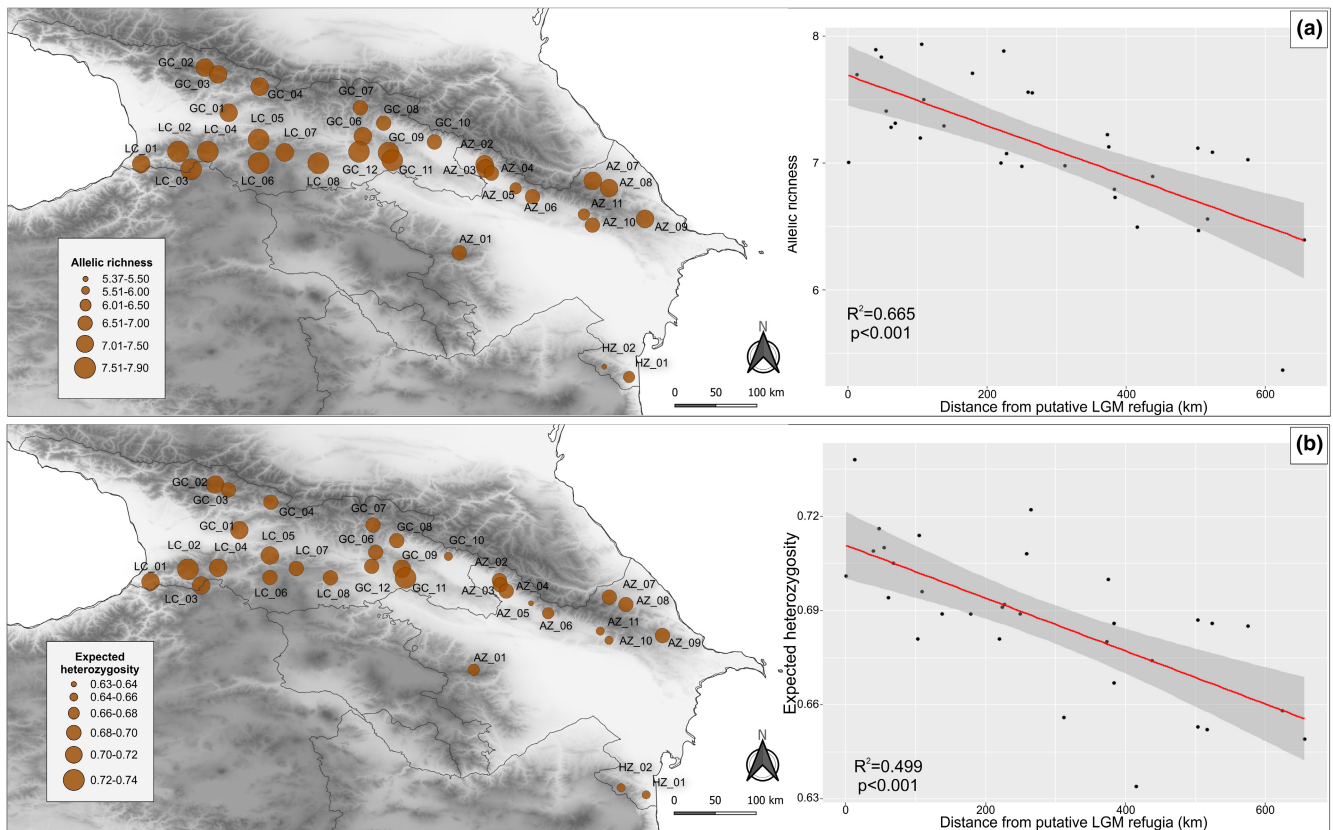 (a)
GC_02
GC_03
GC_04
GC_07
GC_01
GC_08
LC_05
LC_02
LC_04
LC_07
GC_06
GC_10
GC_09
AZ_02
LC_01
AZ_04
AZ_07
GC_12
GC_11
AZ_03
LC_03
LC_06
LC_08
AZ_08
AZ_05
AZ_06
AZ_11
AZ_10
AZ_09
AZ_01
Allelic richness
5.37-5.50
5.51-6.00
6.01-6.50
6.51-7.00
7.01-7.50
7.51-7.90
N
HZ_02
HZ_01
0 50 100 km
8
7
6
Allelic richness
R²=0.665
p<0.001
0 200 400 600
Distance from putative LGM refugia (km)
(b)
GC_02
GC_03
GC_04
GC_07
GC_01
GC_08
LC_05
GC_06
GC_10
LC_02
LC_04
LC_07
GC_09
AZ_02
LC_01
AZ_04
AZ_07
LC_03
LC_06
LC_08
GC_12
GC_11
AZ_03
AZ_08
AZ_05
AZ_06
AZ_11
AZ_10
AZ_09
AZ_01
Expected
heterozygosity
0.63-0.64
0.64-0.66
0.66-0.68
0.68-0.70
0.70-0.72
0.72-0.74
N
HZ_02
HZ_01
0 50 100 km
0.72
0.69
0.66
0.63
Expected heterozygosity
R²=0.499
p<0.001
0 200 400 600
Distance from putative LGM refugia (km)